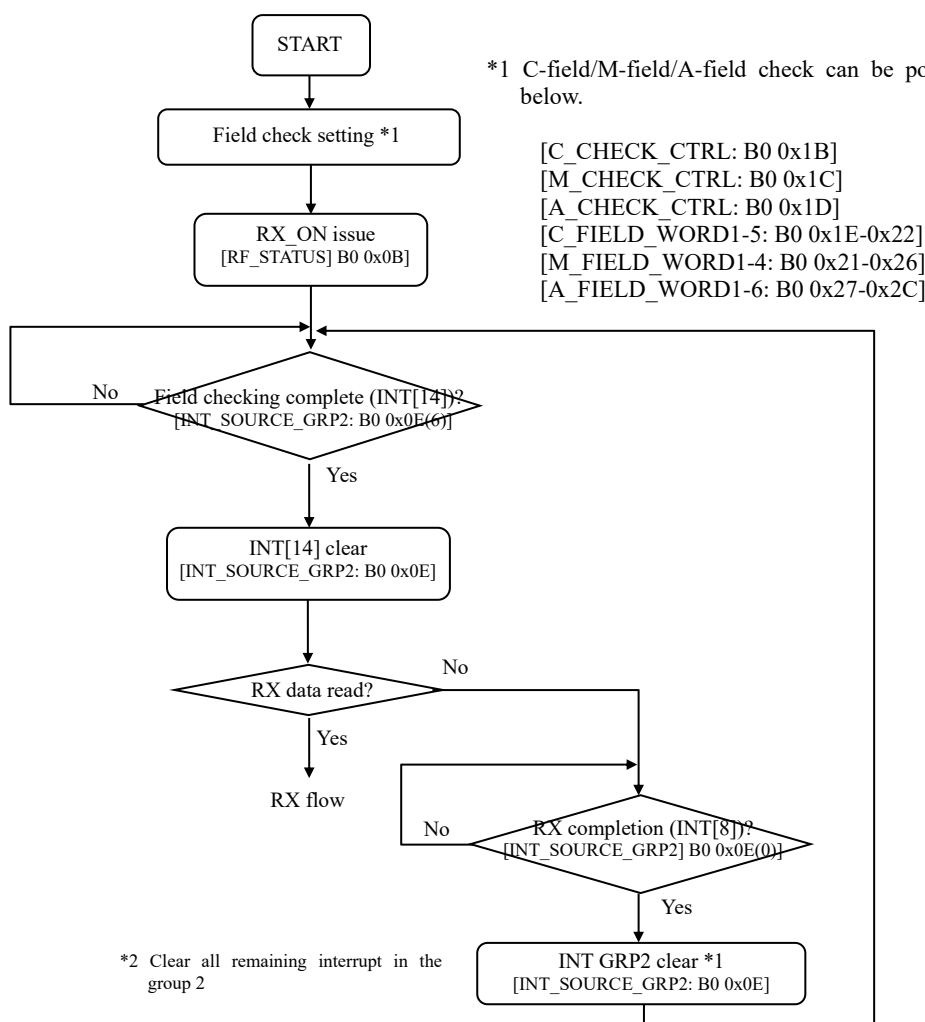 START
*1 C-field/M-field/A-field check can be
below.
Field check setting *1
[C_CHECK_CTRL: B0 0x1B]
[M_CHECK_CTRL: B0 0x1C]
[A_CHECK_CTRL: B0 0x1D]
[C_FIELD_WORD1-5: B0 0x1E-0x22]
[M_FIELD_WORD1-4: B0 0x21-0x26]
[A_FIELD_WORD1-6: B0 0x27-0x2C]
RX_ON issue
[RF_STATUS] B0 0x0B]
No
Field checking complete (INT[14])?
[INT_SOURCE_GRP2: B0 0x0E(6)]
Yes
INT[14] clear
[INT_SOURCE_GRP2: B0 0x0E]
No
RX data read?
Yes
RX flow
No
RX completion (INT[8])?
[INT_SOURCE_GRP2] B0 0x0E(0)]
Yes
*2 Clear all remaining interrupt in the
group 2
INT GRP2 clear *1
[INT_SOURCE_GRP2: B0 0x0E]